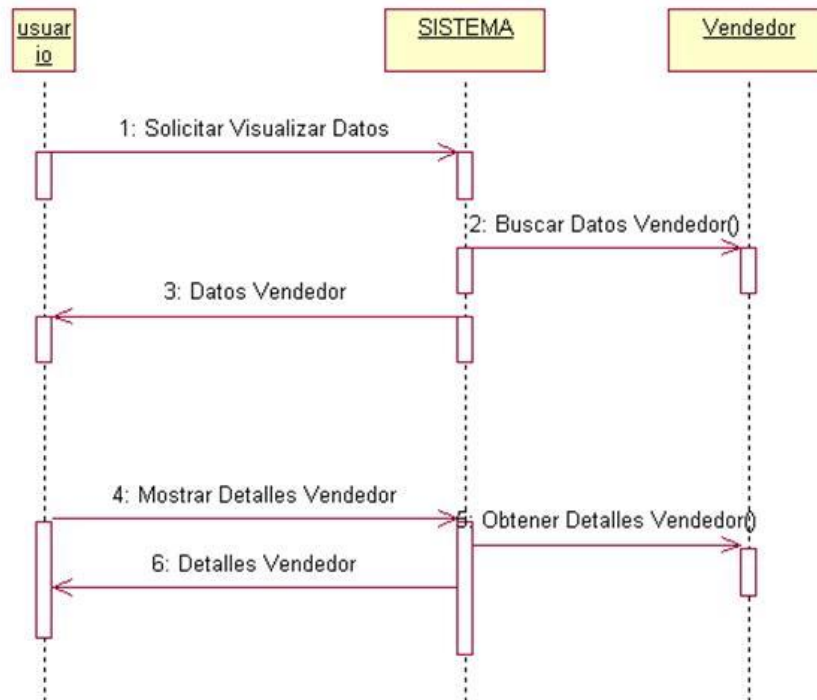 usuar
io
SISTEMA
Vendedor
1: Solicitar Visualizar Datos
2: Buscar Datos Vendedor()
3: Datos Vendedor
4: Mostrar Detalles Vendedor
5: Obtener Detalles Vendedor()
6: Detalles Vendedor